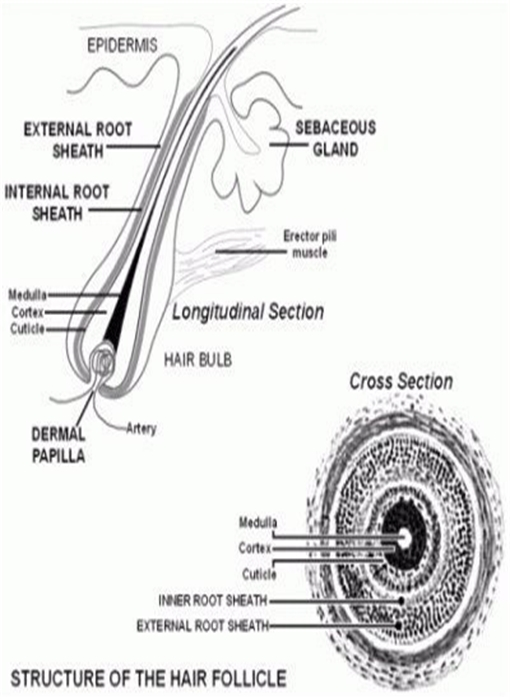 EPIDERMIS
EXTERNAL ROOT
SHEATH
SEBACEOUS
GLAND
INTERNAL ROOT
SHEATH
Erector pili
muscle
Medulla
Cortex
Cuticle
Longitudinal Section
HAIR BULB
DERMAL
PAPILLA
Artery
Cross Section
Medulla
Cortex
Cuticle
INNER ROOT SHEATH
EXTERNAL ROOT SHEATH
STRUCTURE OF THE HAIR FOLLICLE